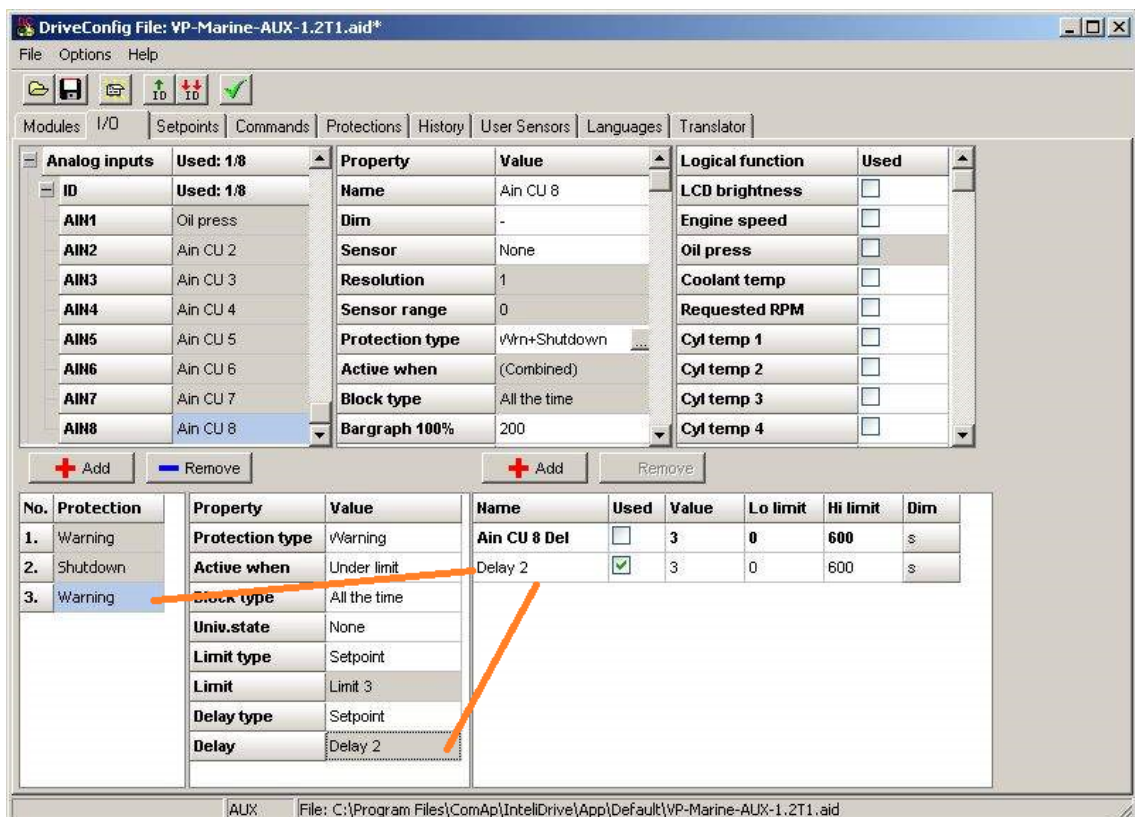 DriveConfig File: VP-Marine-AUX-1.2T1.aid*
File Options Help
ID ID
Modules I/O Setpoints Commands Protections History User Sensors Languages Translator
Analog inputs Used: 1/8 Property Value Logical function Used
ID Used: 1/8 Name Ain CU 8 LCD brightness
AIN1 Oil press Dim - Engine speed
AIN2 Ain CU 2 Sensor None Oil press
AIN3 Ain CU 3 Resolution 1 Coolant temp
AIN4 Ain CU 4 Sensor range 0 Requested RPM
AIN5 Ain CU 5 Protection type Wrn+Shutdown ... Cyl temp 1
AIN6 Ain CU 6 Active when (Combined) Cyl temp 2
AIN7 Ain CU 7 Block type All the time Cyl temp 3
AIN8 Ain CU 8 Bargraph 100% 200 Cyl temp 4
Add Remove Add Remove
No. Protection Property Value Name Used Value Lo limit Hi limit Dim
1. Warning Protection type Warning Ain CU 8 Del 3 0 600 s
2. Shutdown Active when Under limit Delay 2 3 0 600 s
3. Warning Block type All the time
Univ.state None
Limit type Setpoint
Limit Limit 3
Delay type Setpoint
Delay Delay 2
AUX File: C:\Program Files\ComAp\InteliDrive\App\Default\VP-Marine-AUX-1.2T1.aid